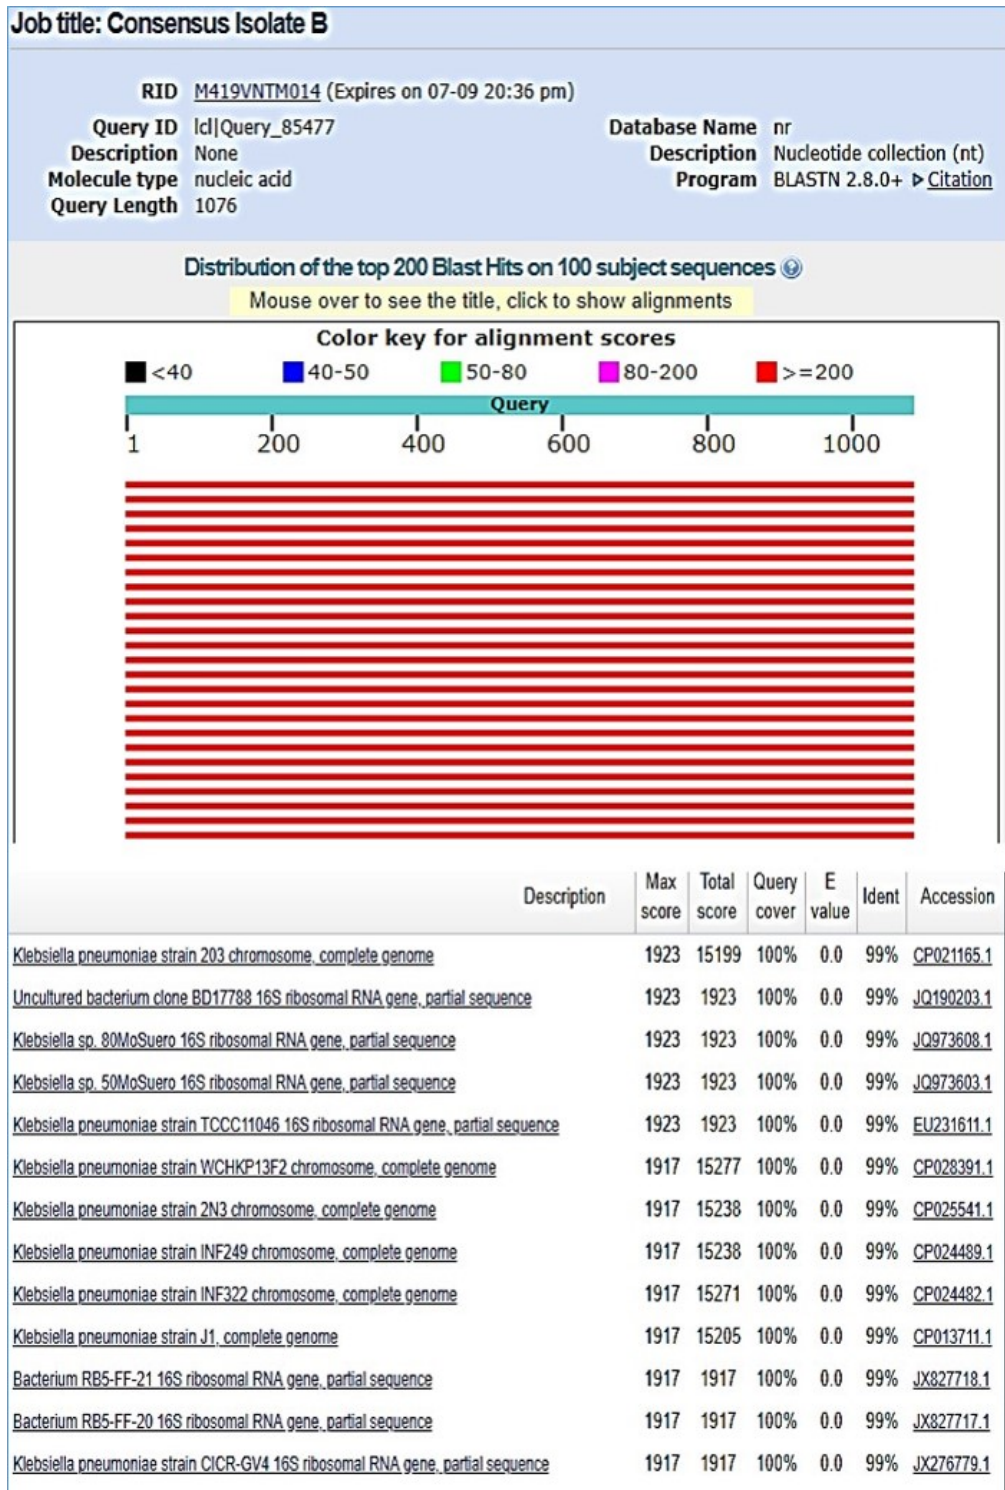 Job title: Consensus Isolate B
RID M419VNTM014 (Expires on 07-09 20:36 pm)
Query ID lcl|Query_85477
Description None
Molecule type nucleic acid
Query Length 1076
Database Name nr
Description Nucleotide collection (nt)
Program BLASTN 2.8.0+ Citation
Distribution of the top 200 Blast Hits on 100 subject sequences
Mouse over to see the title, click to show alignments
Color key for alignment scores
<40 40-50 50-80 80-200 >=200
Query
1 200 400 600 800 1000
Description Max score Total score Query cover E value Ident Accession
Klebsiella pneumoniae strain 203 chromosome, complete genome 1923 15199 100% 0.0 99% CP021165.1
Uncultured bacterium clone BD17788 16S ribosomal RNA gene, partial sequence 1923 1923 100% 0.0 99% JQ190203.1
Klebsiella sp. 80MoSuero 16S ribosomal RNA gene, partial sequence 1923 1923 100% 0.0 99% JQ973608.1
Klebsiella sp. 50MoSuero 16S ribosomal RNA gene, partial sequence 1923 1923 100% 0.0 99% JQ973603.1
Klebsiella pneumoniae strain TCCC11046 16S ribosomal RNA gene, partial sequence 1923 1923 100% 0.0 99% EU231611.1
Klebsiella pneumoniae strain WCHKP13F2 chromosome, complete genome 1917 15277 100% 0.0 99% CP028391.1
Klebsiella pneumoniae strain 2N3 chromosome, complete genome 1917 15238 100% 0.0 99% CP025541.1
Klebsiella pneumoniae strain INF249 chromosome, complete genome 1917 15238 100% 0.0 99% CP024489.1
Klebsiella pneumoniae strain INF322 chromosome, complete genome 1917 15271 100% 0.0 99% CP024482.1
Klebsiella pneumoniae strain J1, complete genome 1917 15205 100% 0.0 99% CP013711.1
Bacterium RB5-FF-21 16S ribosomal RNA gene, partial sequence 1917 1917 100% 0.0 99% JX827718.1
Bacterium RB5-FF-20 16S ribosomal RNA gene, partial sequence 1917 1917 100% 0.0 99% JX827717.1
Klebsiella pneumoniae strain CICR-GV4 16S ribosomal RNA gene, partial sequence 1917 1917 100% 0.0 99% JX276779.1